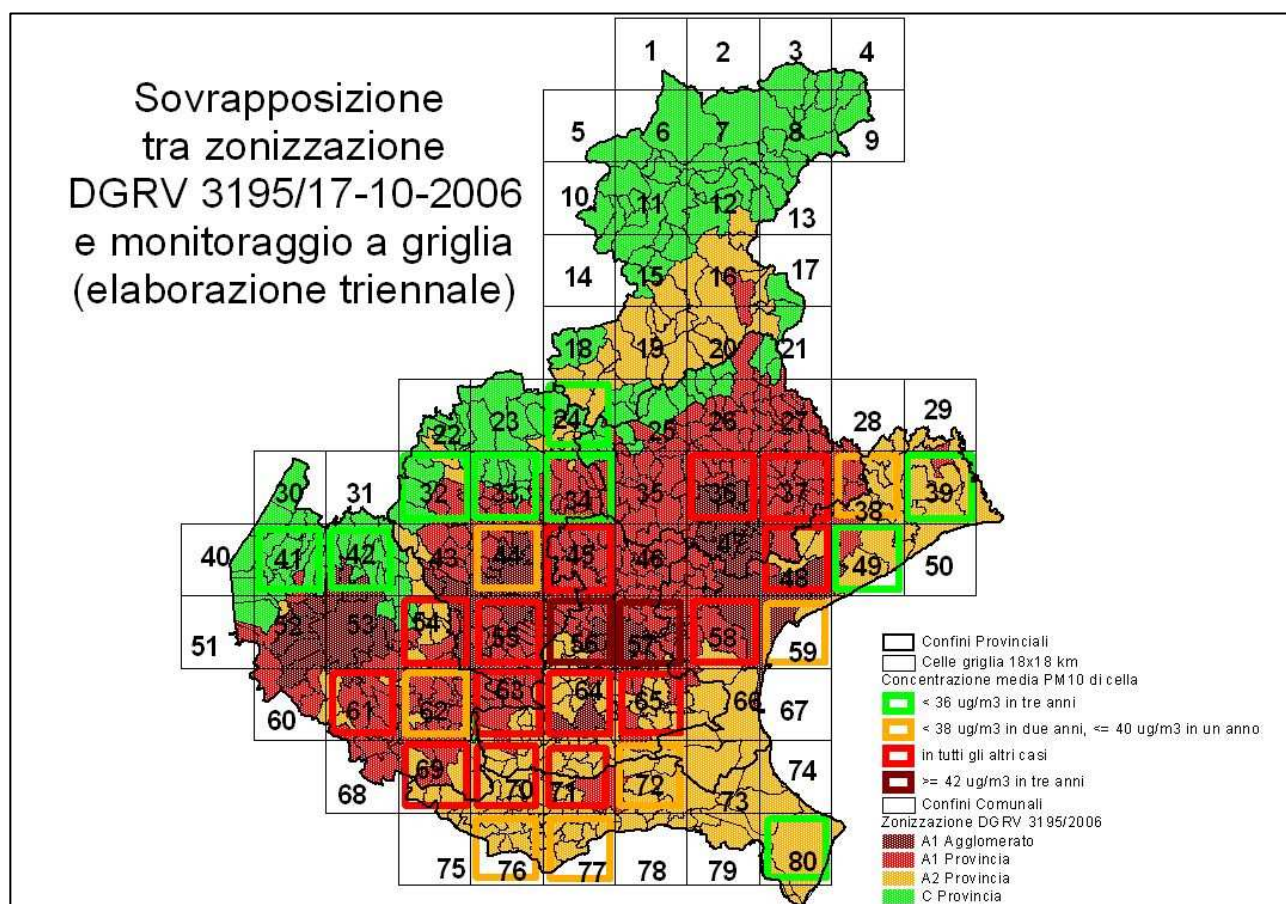 Sovrapposizione
tra zonizzazione
DGRV 3195/17-10-2006
e monitoraggio a griglia
(elaborazione triennale)
1 2 3 4
5 6 7 8 9
10 11 12 13
14 15 16 17
18 19 20 21
22 23 24 25 26 27 28 29
30 31 32 33 34 35 36 37 38 39
40 41 42 43 44 45 46 47 48 49 50
51 52 53 54 55 56 57 58 59
60 61 62 63 64 65 66 67
68 69 70 71 72 73 74
75 76 77 78 79 80
Confini Provinciali
Celle griglia 18x18 km
Concentrazione media PM10 di cella
< 36 ug/m3 in tre anni
< 38 ug/m3 in due anni, <= 40 ug/m3 in un anno
in tutti gli altri casi
>= 42 ug/m3 in tre anni
Confini Comunali
Zonizzazione DGRV 3195/2006
A1 Agglomerato
A1 Provincia
A2 Provincia
C Provincia